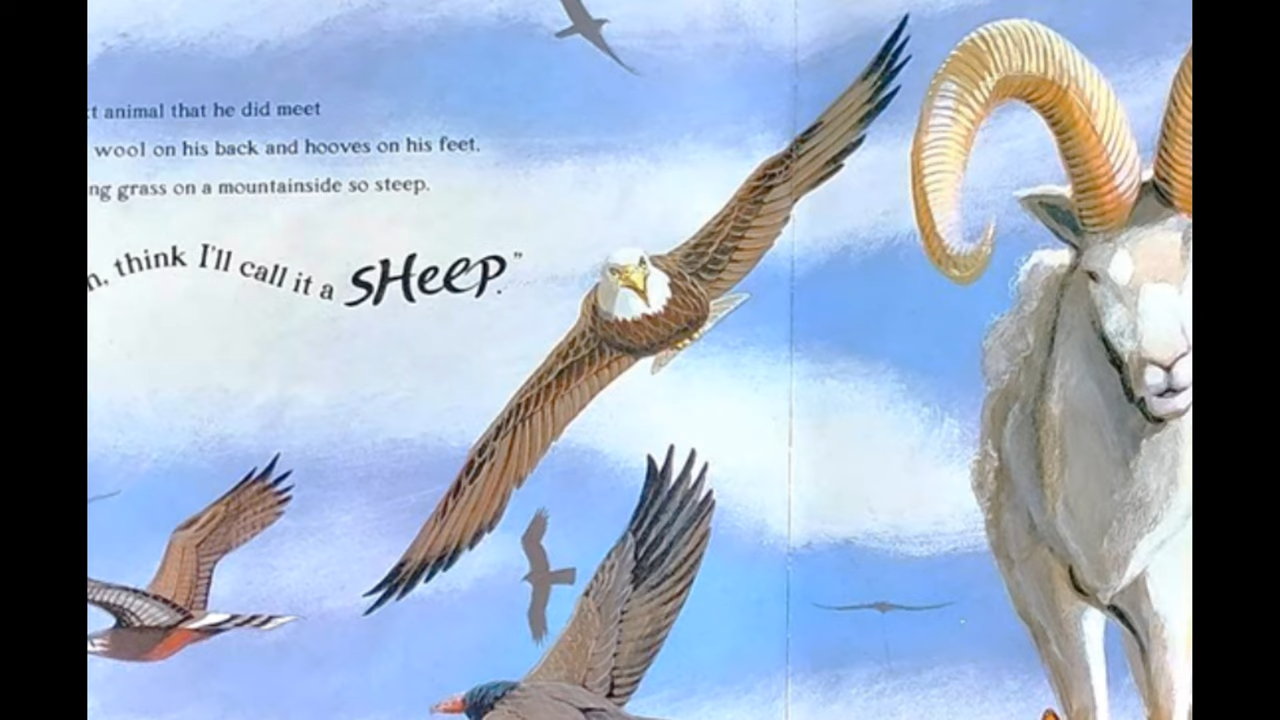 animal that he did meet
wool on his back and hooves on his feet.
grass on a mountainside so steep.
think I'll call it a SHeep."